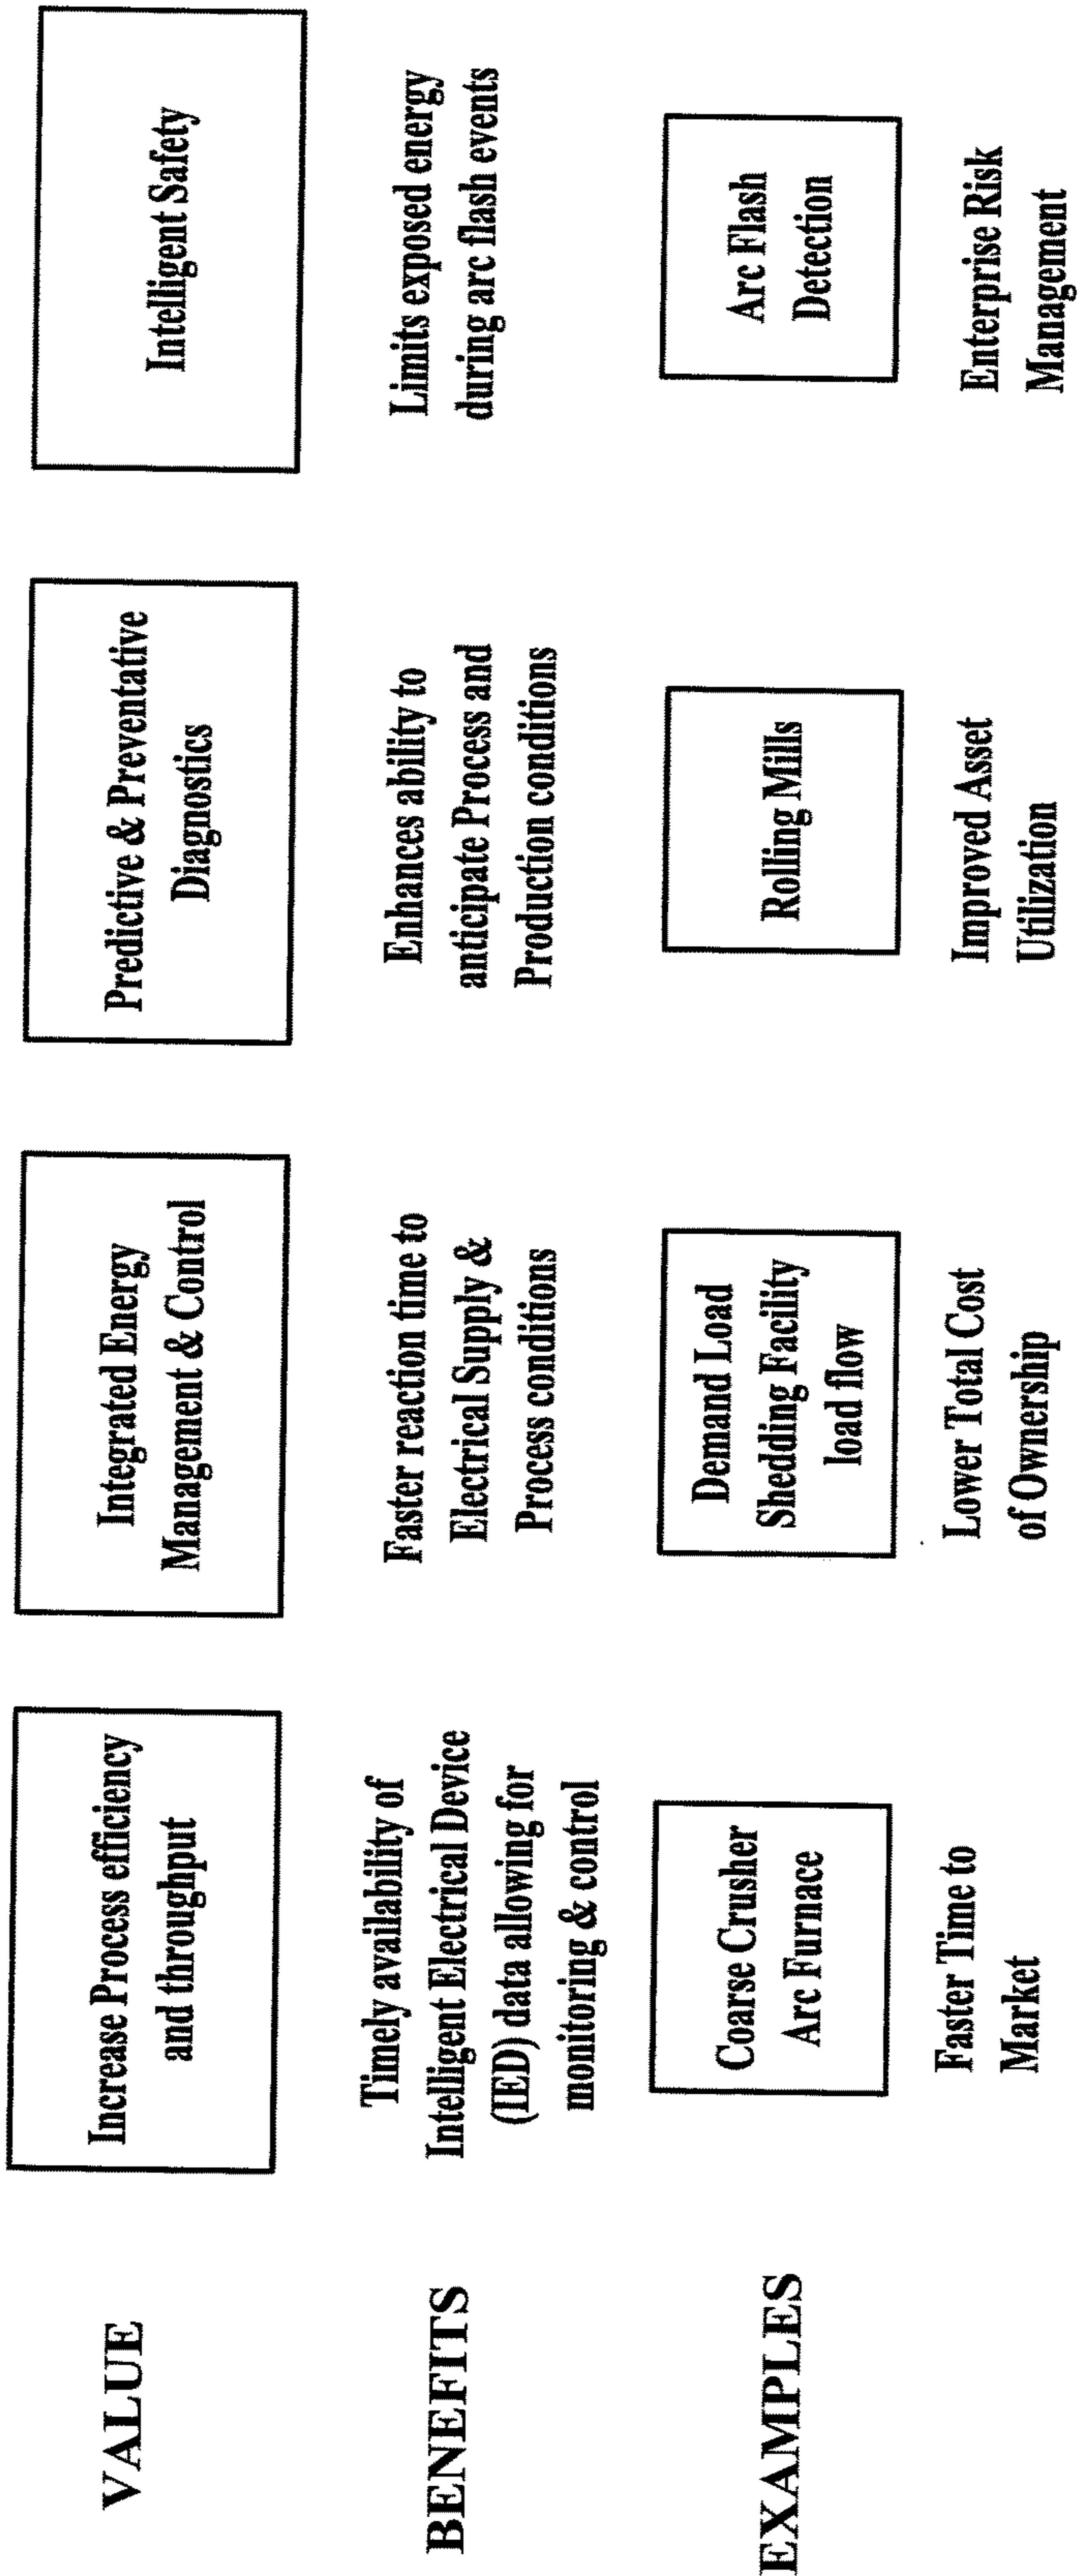 VALUE
Increase Process efficiency
and throughput
Integrated Energy
Management & Control
Predictive & Preventative
Diagnostics
Intelligent Safety
BENEFITS
Timely availability of
Intelligent Electrical Device
(IED) data allowing for
monitoring & control
Faster reaction time to
Electrical Supply &
Process conditions
Enhances ability to
anticipate Process and
Production conditions
Limits exposed energy
during arc flash events
EXAMPLES
Coarse Crusher
Arc Furnace
Demand Load
Shedding Facility
load flow
Rolling Mills
Arc Flash
Detection
Faster Time to
Market
Lower Total Cost
of Ownership
Improved Asset
Utilization
Enterprise Risk
Management